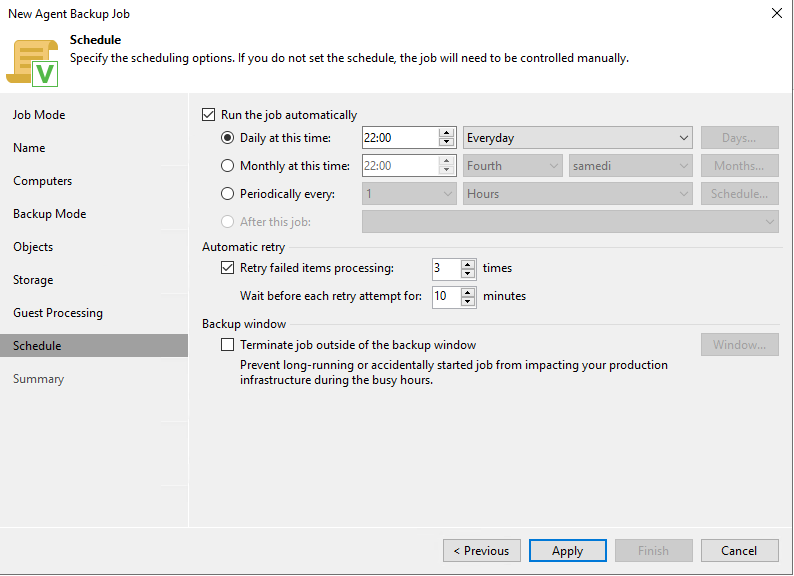 New Agent Backup Job
Schedule
Specify the scheduling options. If you do not set the schedule, the job will need to be controlled manually.
Job Mode
Name
Computers
Backup Mode
Objects
Storage
Guest Processing
Schedule
Summary
Run the job automatically
Daily at this time: 22:00 Everyday Days...
Monthly at this time: 22:00 Fourth samedi Months...
Periodically every: 1 Hours Schedule...
After this job:
Automatic retry
Retry failed items processing: 3 times
Wait before each retry attempt for: 10 minutes
Backup window
Terminate job outside of the backup window Window...
Prevent long-running or accidentally started job from impacting your production
infrastructure during the busy hours.
< Previous Apply Finish Cancel